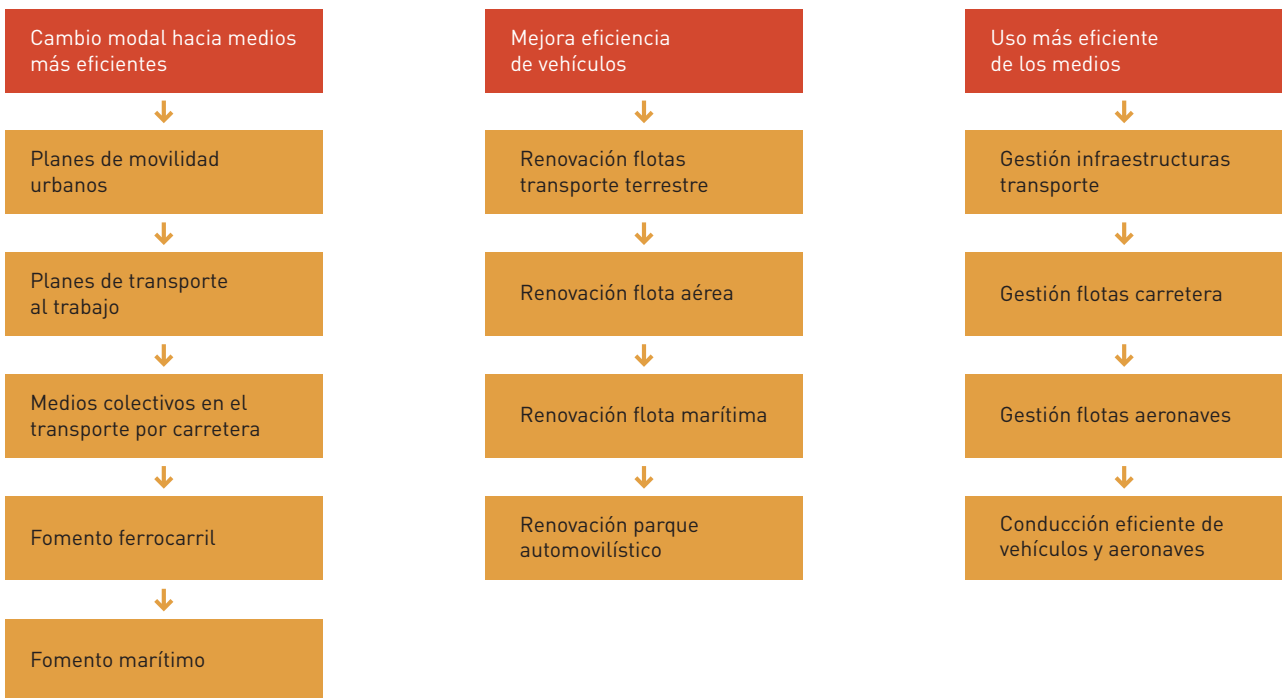 Cambio modal hacia medios
más eficientes
Planes de movilidad
urbanos
Planes de transporte
al trabajo
Medios colectivos en el
transporte por carretera
Fomento ferrocarril
Fomento marítimo
Mejora eficiencia
de vehículos
Renovación flotas
transporte terrestre
Renovación flota aérea
Renovación flota marítima
Renovación parque
automovilístico
Uso más eficiente
de los medios
Gestión infraestructuras
transporte
Gestión flotas carretera
Gestión flotas aeronaves
Conducción eficiente de
vehículos y aeronaves